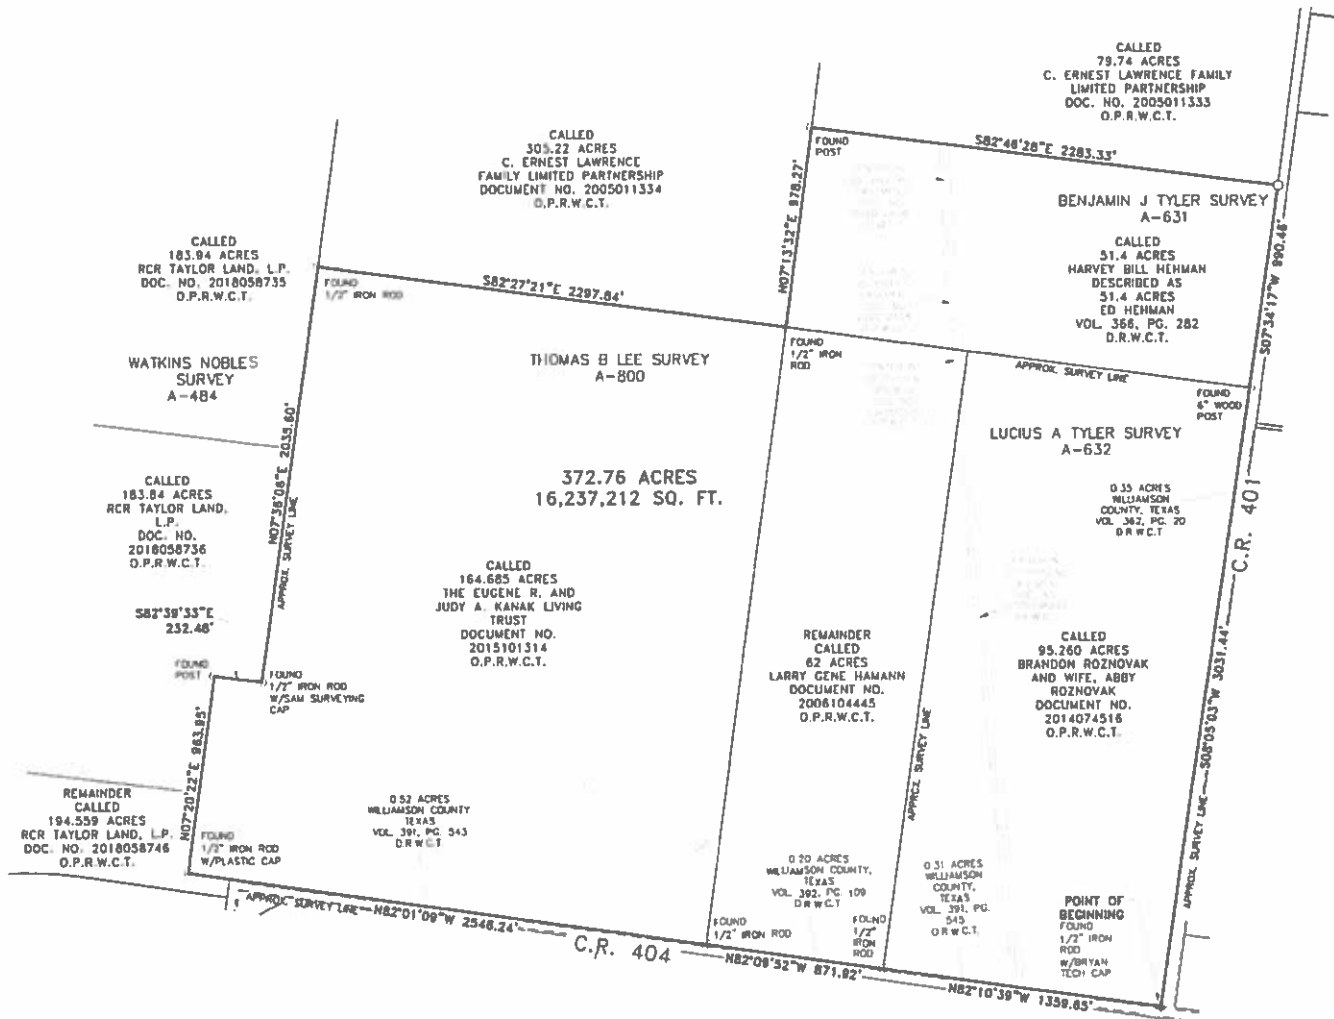 CALLED
79.74 ACRES
C. ERNEST LAWRENCE FAMILY
LIMITED PARTNERSHIP
DOC. NO. 2005011333
O.P.R.W.C.T.
CALLED
305.22 ACRES
C. ERNEST LAWRENCE
FAMILY LIMITED PARTNERSHIP
DOCUMENT NO. 2005011334
O.P.R.W.C.T.
FOUND
POST
S82°46'28"E 2283.33'
N07°13'32"E 978.27'
BENJAMIN J TYLER SURVEY
A-631
CALLED
51.4 ACRES
HARVEY BILL HEHMAN
DESCRIBED AS
51.4 ACRES
ED HEHMAN
VOL. 366, PG. 282
D.R.W.C.T.
S07°34'17"W 990.46'
CALLED
183.94 ACRES
RCR TAYLOR LAND, L.P.
DOC. NO. 2018058735
O.P.R.W.C.T.
FOUND
1/2" IRON ROD
S82°27'21"E 2297.84'
WATKINS NOBLES
SURVEY
A-484
THOMAS B LEE SURVEY
A-800
FOUND
1/2" IRON
ROD
APPROX. SURVEY LINE
FOUND
6" WOOD
POST
LUCIUS A TYLER SURVEY
A-632
N07°36'08"E 2035.60'
APPROX. SURVEY LINE
372.76 ACRES
16,237,212 SQ. FT.
0.35 ACRES
WILLIAMSON
COUNTY, TEXAS
VOL. 362, PG. 20
D.R.W.C.T
C.R. 401
CALLED
183.84 ACRES
RCR TAYLOR LAND,
L.P.
DOC. NO.
2018058736
O.P.R.W.C.T.
CALLED
164.685 ACRES
THE EUGENE R. AND
JUDY A. KANAK LIVING
TRUST
DOCUMENT NO.
2015101314
O.P.R.W.C.T.
S82°39'33"E
232.48'
FOUND
POST
FOUND
1/2" IRON ROD
W/SAM SURVEYING
CAP
REMAINDER
CALLED
62 ACRES
LARRY GENE HAMANN
DOCUMENT NO.
2006104445
O.P.R.W.C.T.
CALLED
95.260 ACRES
BRANDON ROZNOVAK
AND WIFE, ABBY
ROZNOVAK
DOCUMENT NO.
2014074516
O.P.R.W.C.T.
APPROX. SURVEY LINE
APPROX. SURVEY LINE S08°05'03"W 3031.44'
N07°20'22"E 963.95'
REMAINDER
CALLED
194.559 ACRES
RCR TAYLOR LAND, L.P.
DOC. NO. 2018058746
O.P.R.W.C.T.
FOUND
1/2" IRON ROD
W/PLASTIC CAP
0.52 ACRES
WILLIAMSON COUNTY
TEXAS
VOL. 391, PG. 543
D.R.W.C.T
0.20 ACRES
WILLIAMSON COUNTY,
TEXAS
VOL. 392, PG. 109
D.R.W.C.T
0.31 ACRES
WILLIAMSON
COUNTY,
TEXAS
VOL. 391, PG.
545
D.R.W.C.T.
POINT OF
BEGINNING
FOUND
1/2" IRON
ROD
W/BRYAN
TECH CAP
FOUND
1/2" IRON ROD
FOUND
1/2"
IRON
ROD
APPROX. SURVEY LINE N82°01'09"W 2546.24'
C.R. 404
N82°09'52"W 871.92'
N82°10'39"W 1359.85'